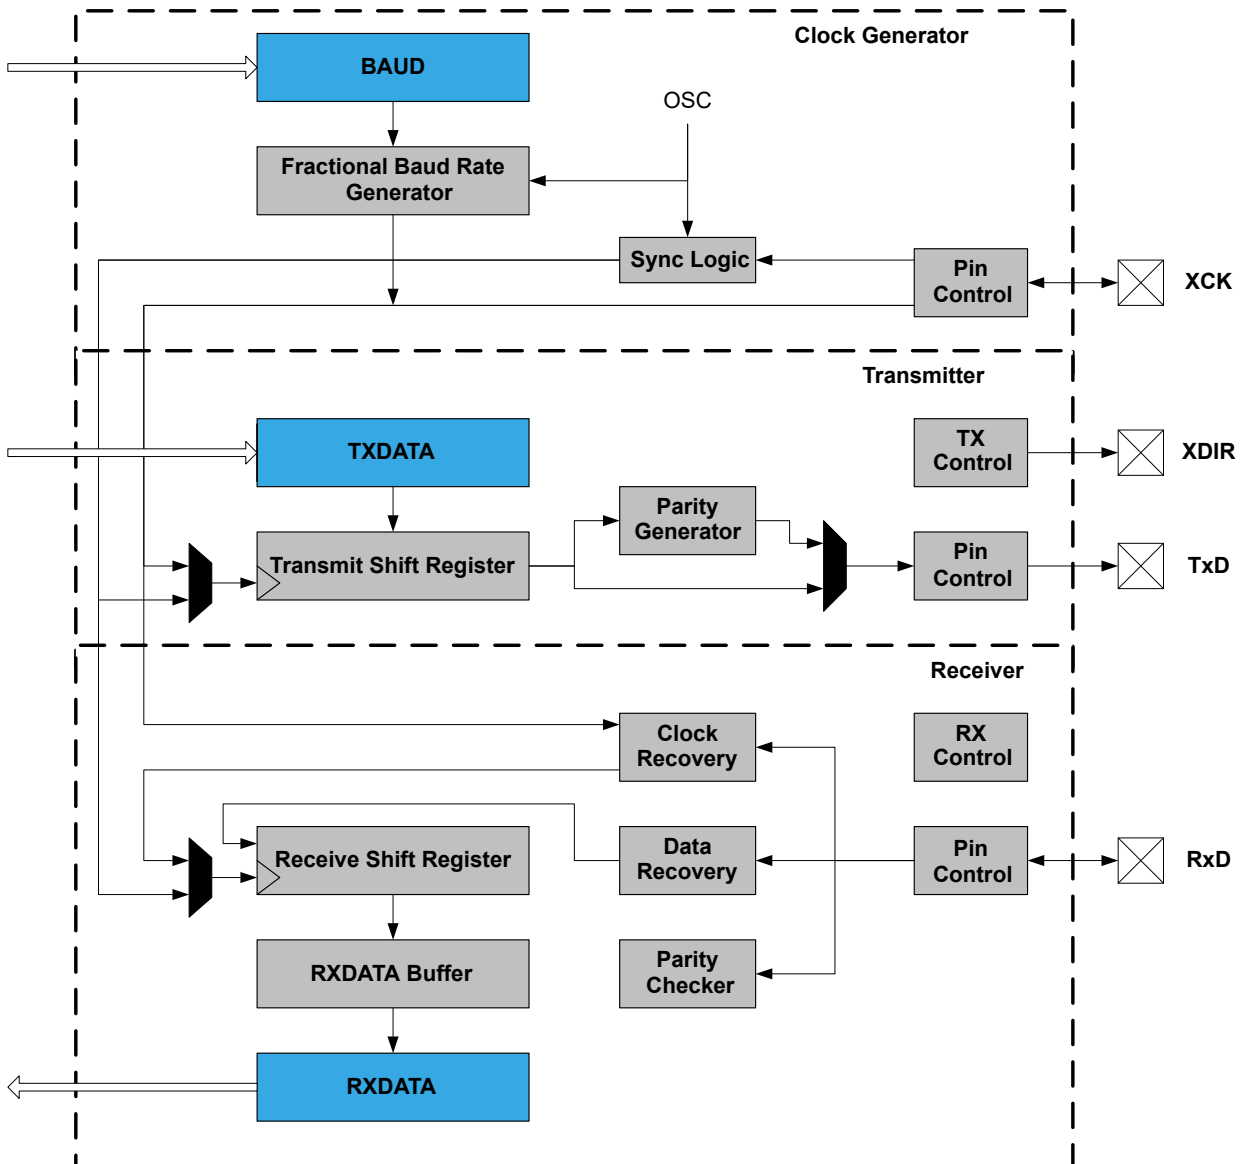 Clock Generator
BAUD
OSC
Fractional Baud Rate
Generator
Sync Logic
Pin
Control
XCK
Transmitter
TXDATA
TX
Control
XDIR
Parity
Generator
Transmit Shift Register
Pin
Control
TxD
Receiver
Clock
Recovery
RX
Control
Receive Shift Register
Data
Recovery
Pin
Control
RxD
RXDATA Buffer
Parity
Checker
RXDATA